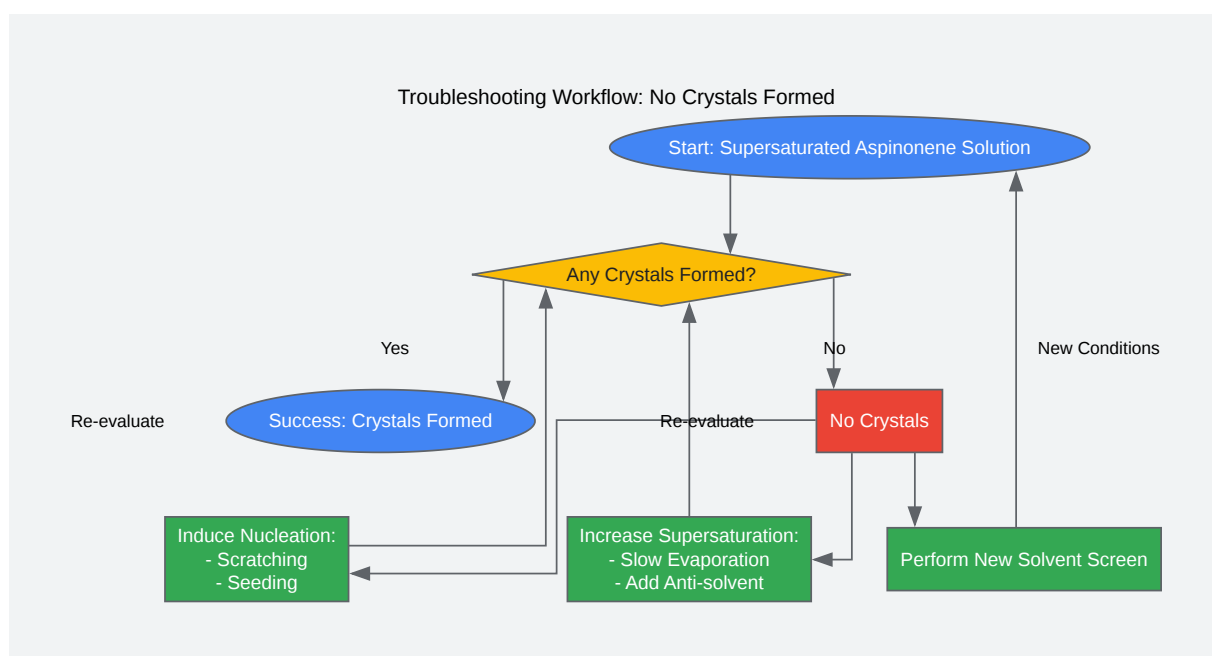 Troubleshooting Workflow: No Crystals Formed
Start: Supersaturated Aspinonene Solution
Any Crystals Formed?
Yes
No
New Conditions
Re-evaluate
Success: Crystals Formed
Re-evaluate
No Crystals
Induce Nucleation:
- Scratching
- Seeding
Increase Supersaturation:
- Slow Evaporation
- Add Anti-solvent
Perform New Solvent Screen